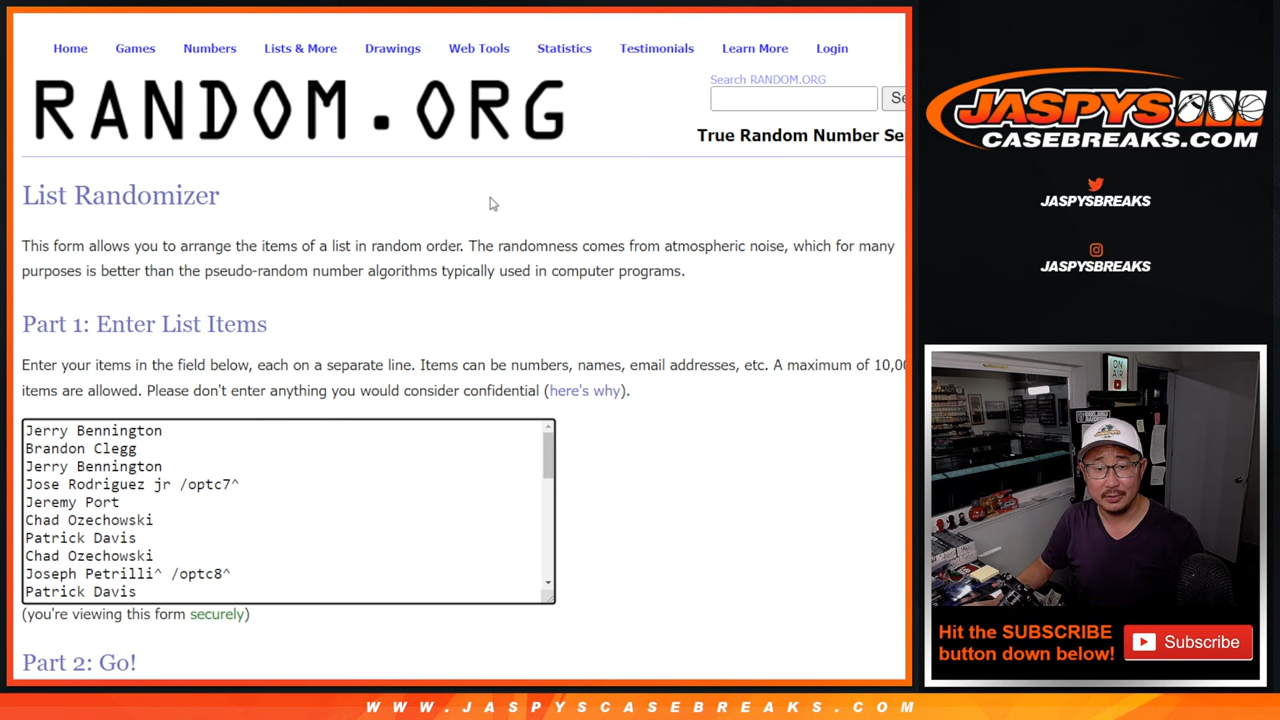 Home Games Numbers Lists & More Drawings Web Tools Statistics Testimonials Learn More Login
RANDOM.ORG
Search RANDOM.ORG
Se
True Random Number Se
List Randomizer
This form allows you to arrange the items of a list in random order. The randomness comes from atmospheric noise, which for many
purposes is better than the pseudo-random number algorithms typically used in computer programs.
Part 1: Enter List Items
Enter your items in the field below, each on a separate line. Items can be numbers, names, email addresses, etc. A maximum of 10,00
items are allowed. Please don't enter anything you would consider confidential (here's why).
Jerry Bennington
Brandon Clegg
Jerry Bennington
Jose Rodriguez jr /optc7^
Jeremy Port
Chad Ozechowski
Patrick Davis
Chad Ozechowski
Joseph Petrilli^ /optc8^
Patrick Davis
(you're viewing this form securely)
Part 2: Go!
JASPYS
CASEBREAKS.COM
JASPYSBREAKS
JASPYSBREAKS
ON
AIR
Hit the SUBSCRIBE
button down below!
Subscribe
WWW.JASPYSCASEBREAKS.COM